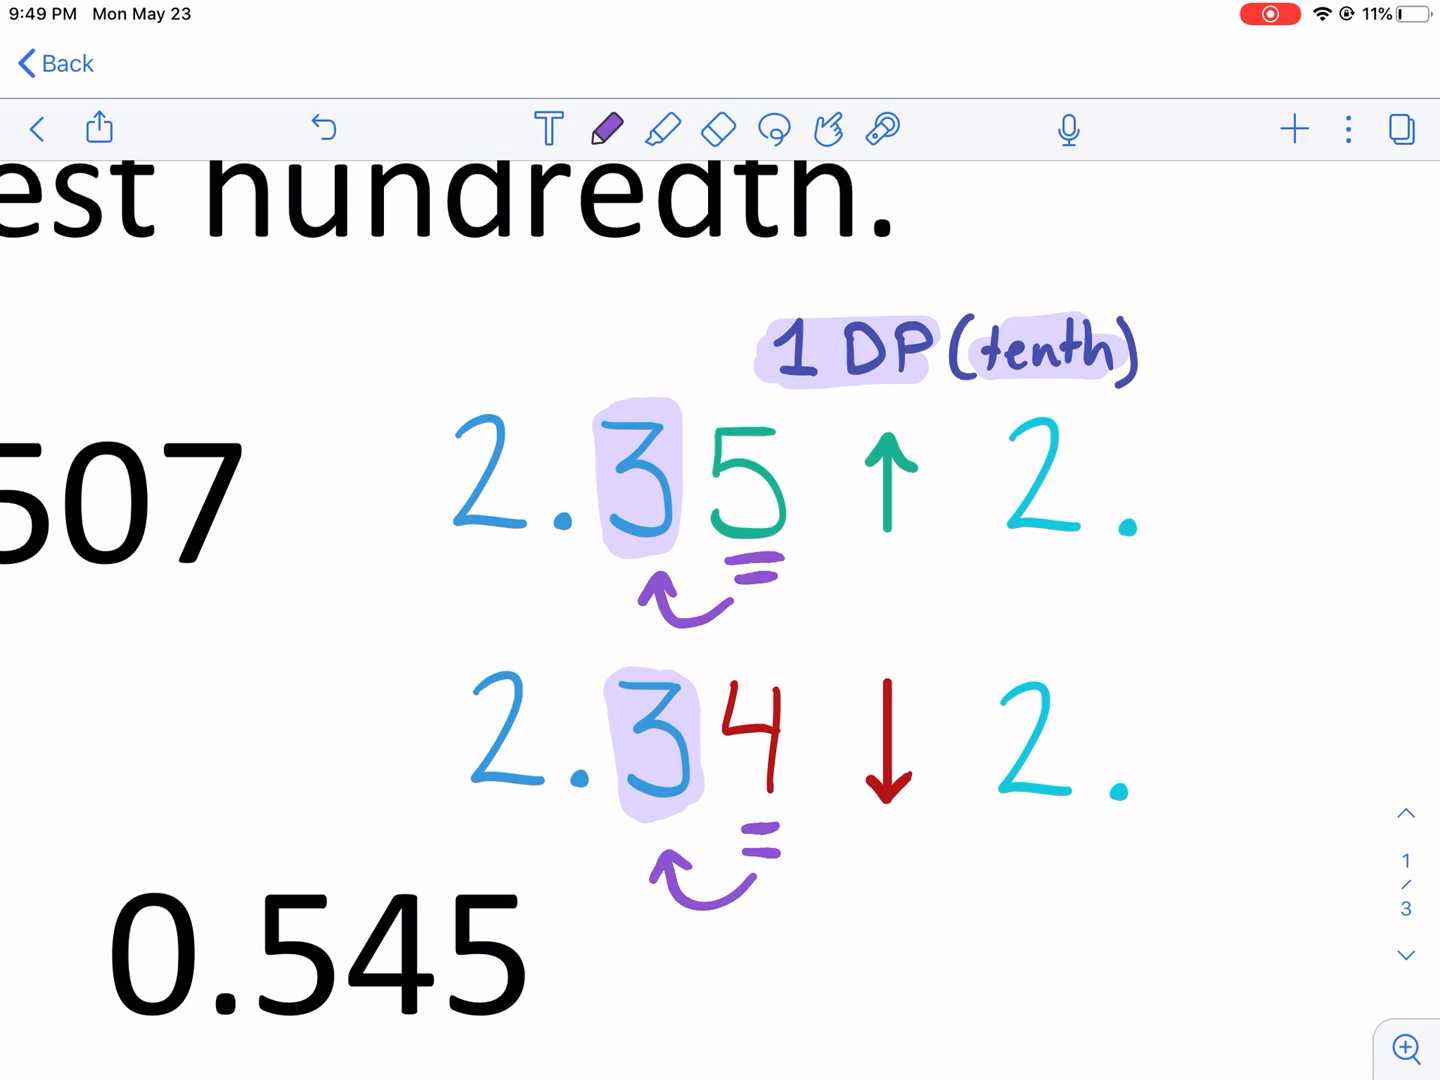 9:49 PM Mon May 23 11%
Back
est hundredth.
1 DP (tenth)
507 2.35 ↑ 2.
2.34 ↓ 2.
1
/
3
0.545